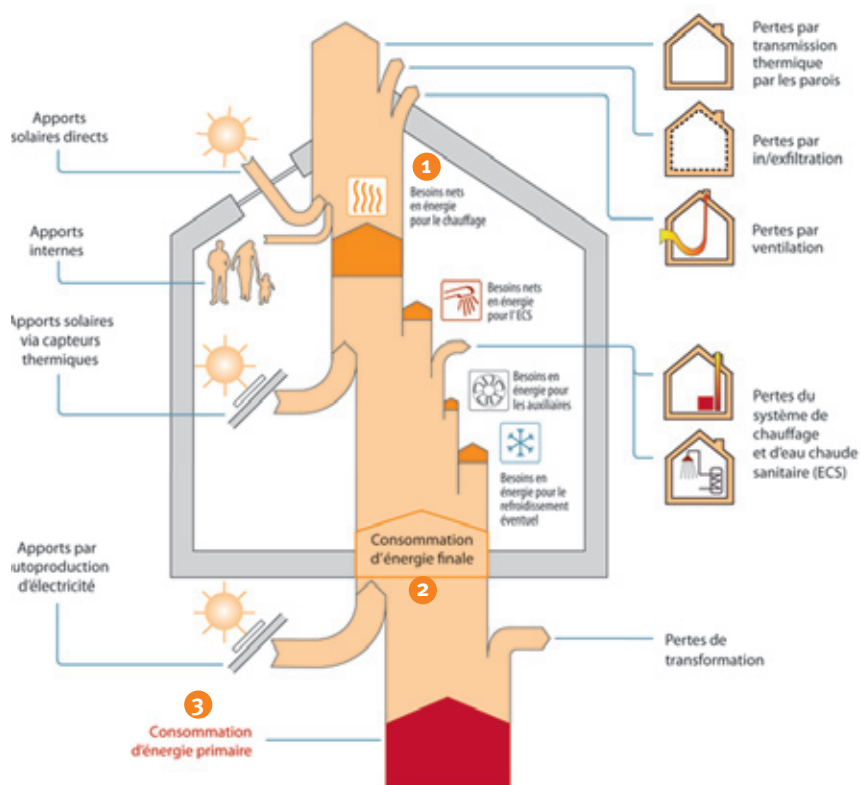 Apports
solaires directs
Apports
internes
Apports solaires
via capteurs
thermiques
Apports par
autoproduction
d'électricité
3
Consommation
d'énergie primaire
1
Besoins nets
en énergie
pour le chauffage
Besoins nets
en énergie
pour l'ECS
Besoins en
énergie pour
les auxiliaires
Besoins en
énergie pour le
refroidissement
éventuel
Consommation
d'énergie finale
2
Pertes par
transmission
thermique
par les parois
Pertes par
in/exfiltration
Pertes par
ventilation
Pertes du
système de
chauffage
et d'eau chaude
sanitaire (ECS)
Pertes de
transformation